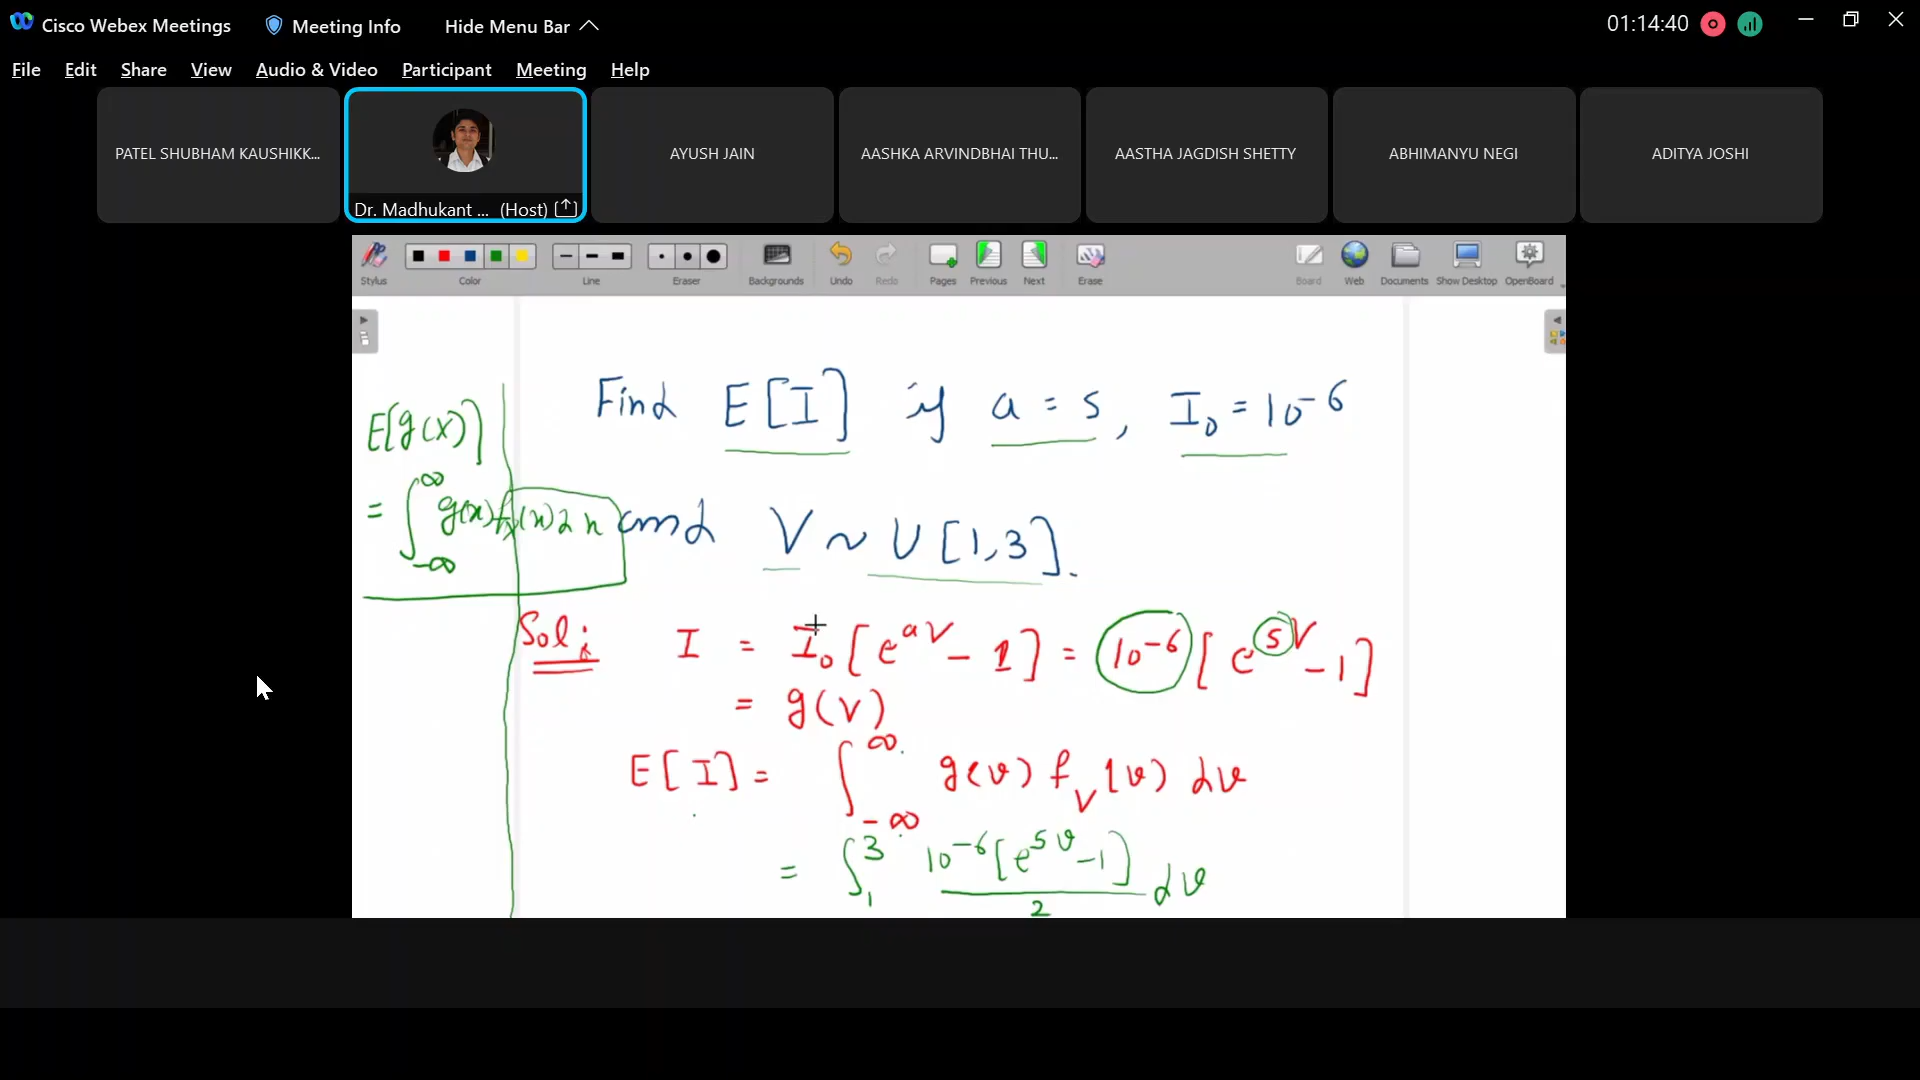 Cisco Webex Meetings Meeting Info Hide Menu Bar 01:14:40
File Edit Share View Audio & Video Participant Meeting Help
PATEL SHUBHAM KAUSHIKK... AYUSH JAIN AASHKA ARVINDBHAI THU... AASTHA JAGDISH SHETTY ABHIMANYU NEGI ADITYA JOSHI
Dr. Madhukant ... (Host)
Stylus Color Line Eraser Backgrounds Undo Redo Pages Previous Next Erase Board Web Documents Show Desktop OpenBoard
Find E[I] if a = 5, I₀ = 10⁻⁶
E[g(X)]
= ∫_{-∞}^{∞} g(x) f_X(x) dx
and V ~ U[1,3].
Sol: I = I₀[e^{aV} - 1] = 10⁻⁶[e^{5V} - 1]
= g(V)
E[I] = ∫_{-∞}^{∞} g(v) f_V(v) dv
= ∫_1^3 10⁻⁶[e^{5v} - 1] / 2 dv